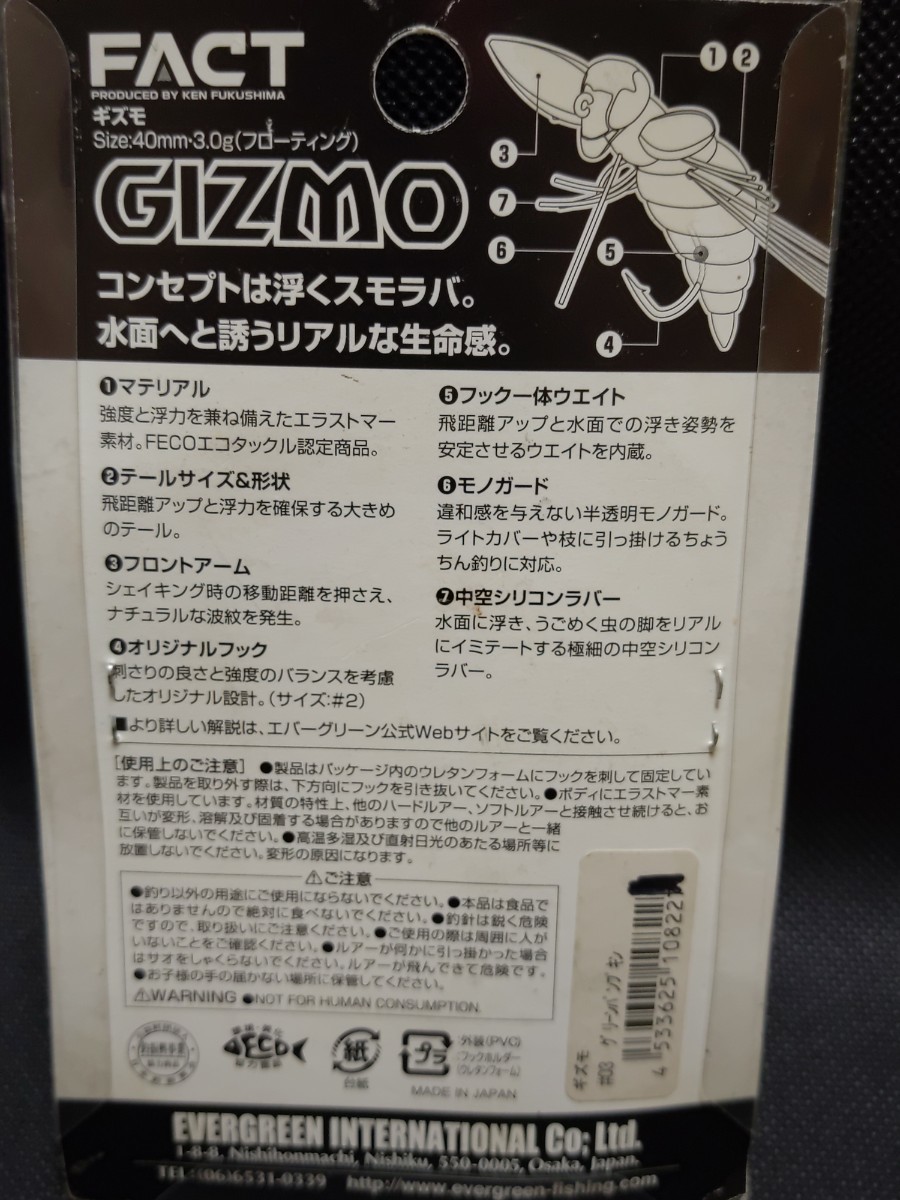 FACT
PRODUCED BY KEN FUKUSHIMA
ギズモ
Size:40mm・3.0g(フローティング)
GIZMO
コンセプトは浮くスモラバ。
水面へと誘うリアルな生命感。
1
2
3
7
6
5
4
❶マテリアル
強度と浮力を兼ね備えたエラストマー
素材。FECOエコタックル認定商品。
❷テールサイズ&形状
飛距離アップと浮力を確保する大きめ
のテール。
❸フロントアーム
シェイキング時の移動距離を押さえ、
ナチュラルな波紋を発生。
❹オリジナルフック
刺さりの良さと強度のバランスを考慮
したオリジナル設計。(サイズ:#2)
❺フック一体ウエイト
飛距離アップと水面での浮き姿勢を
安定させるウエイトを内蔵。
❻モノガード
違和感を与えない半透明モノガード。
ライトカバーや枝に引っ掛けるちょう
ちん釣りに対応。
❼中空シリコンラバー
水面に浮き、うごめく虫の脚をリアル
にイミテートする極細の中空シリコン
ラバー。
■より詳しい解説は、エバーグリーン公式Webサイトをご覧ください。
[使用上のご注意] ●製品はパッケージ内のウレタンフォームにフックを刺して固定してい
ます。製品を取り外す際は、下方向にフックを引き抜いてください。●ボディにエラストマー素
材を使用しています。材質の特性上、他のハードルアー、ソフトルアーと接触させ続けると、お
互いが変形、溶解及び固着する場合がありますので他のルアーと一緒
に保管しないでください。●高温多湿及び直射日光のあたる場所等に
放置しないでください。変形の原因になります。
⚠ご注意
●釣り以外の用途にご使用にならないでください。●本品は食品で
はありませんので絶対に食べないでください。●釣針は鋭く危険
ですので、取り扱いにご注意ください。●ご使用の際は周囲に人が
いないことをご確認ください。●ルアーが何かに引っ掛かった場合
はサオをしゃくらないでください。ルアーが飛んできて危険です。
●お子様の手の届かない場所に保管してください。
⚠WARNING ●NOT FOR HUMAN CONSUMPTION.
FECO
紙
台紙
プラ
外装(PVC)
フックホルダー
(ウレタンフォーム)
MADE IN JAPAN
ギズモ
#03 グリーンパンプキン
4 533625 108221
EVERGREEN INTERNATIONAL Co; Ltd.
1-8-8, Nishihonmachi, Nishiku, 550-0005, Osaka, Japan.
TEL:(06)6531-0339 http://www.evergreen-fishing.com